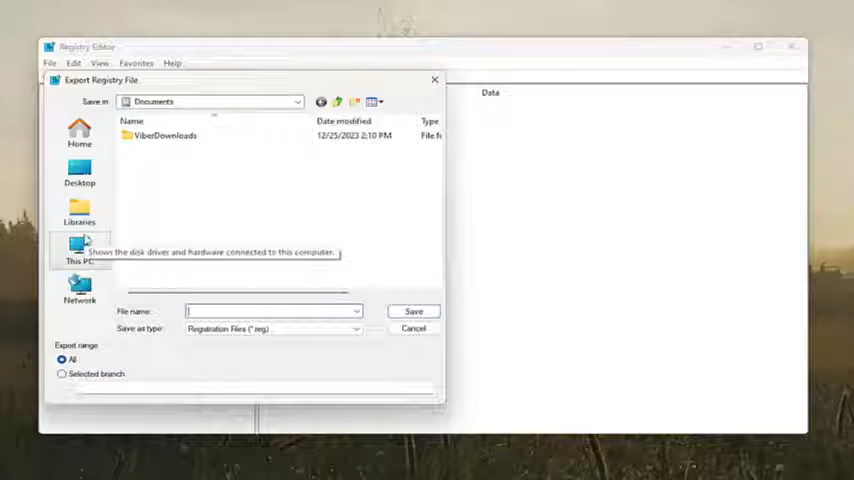 Registry Editor
File Edit View Favorites Help
Export Registry File
Save in: Documents
Data
Name Date modified Type
ViberDownloads 12/25/2023 2:10 PM File f
Home
Desktop
Libraries
This PC
Shows the disk drives and hardware connected to this computer.
Network
File name: Save
Save as type: Registration Files (*.reg) Cancel
Export range
All
Selected branch